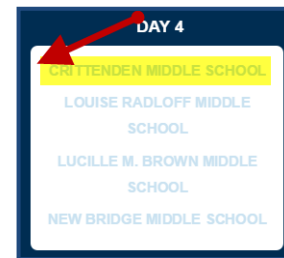 DAY 4
CRITTENDEN MIDDLE SCHOOL
LOUISE RADLOFF MIDDLE
SCHOOL
LUCILLE M. BROWN MIDDLE
SCHOOL
NEW BRIDGE MIDDLE SCHOOL